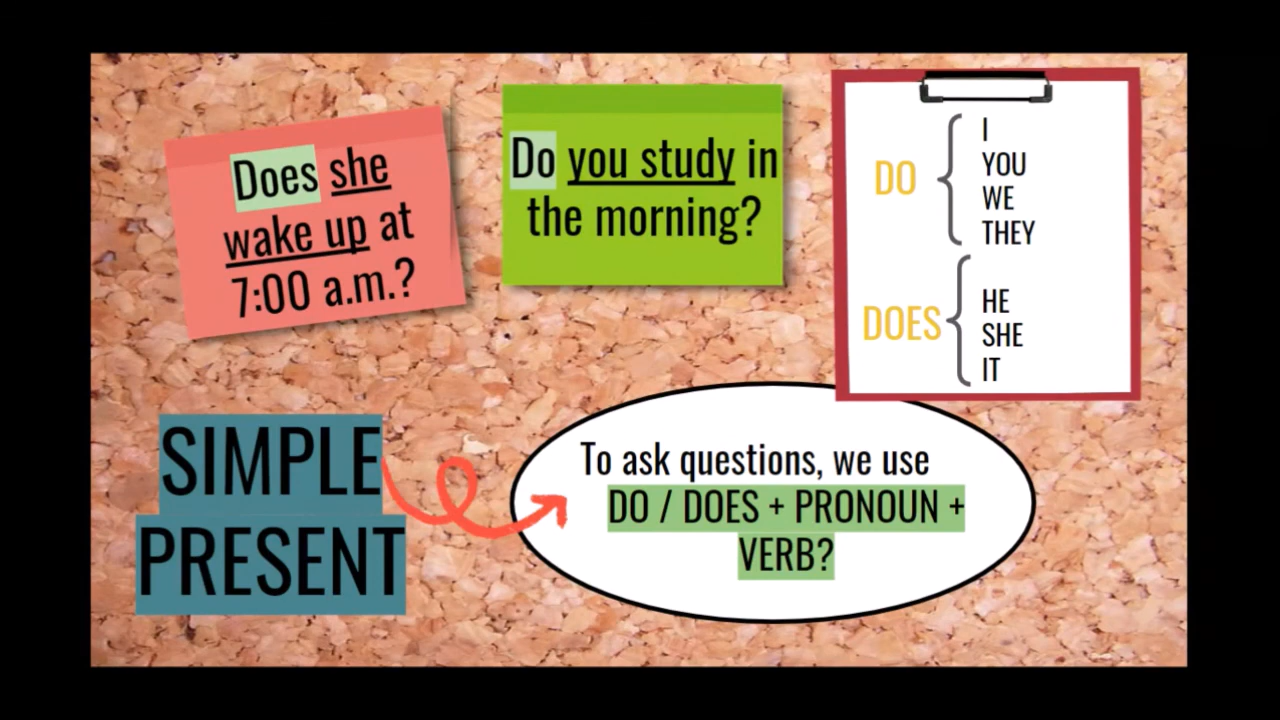 Does she
wake up at
7:00 a.m.?
Do you study in
the morning?
DO
I
YOU
WE
THEY
DOES
HE
SHE
IT
SIMPLE
PRESENT
To ask questions, we use
DO / DOES + PRONOUN +
VERB?